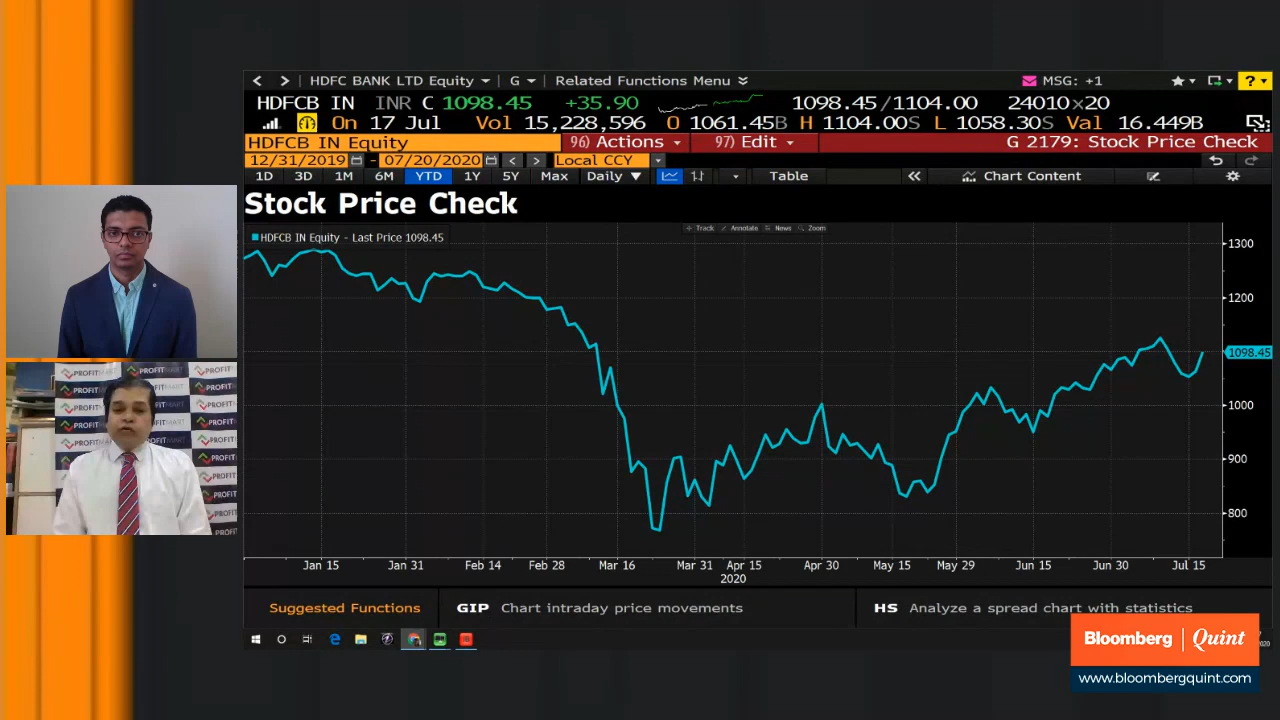 HDFC BANK LTD Equity G Related Functions Menu MSG: +1 ?
HDFCB IN INR C 1098.45 +35.90 1098.45/1104.00 24010x20
On 17 Jul Vol 15,228,596 O 1061.45B H 1104.00S L 1058.30S Val 16.449B
HDFCB IN Equity 96) Actions 97) Edit G 2179: Stock Price Check
12/31/2019 - 07/20/2020 < > Local CCY
1D 3D 1M 6M YTD 1Y 5Y Max Daily ▼ Table « Chart Content
Stock Price Check
HDFCB IN Equity - Last Price 1098.45
Track Annotate News Zoom
1300
1200
1098.45
1000
900
800
Jan 15 Jan 31 Feb 14 Feb 28 Mar 16 Mar 31 Apr 15 Apr 30 May 15 May 29 Jun 15 Jun 30 Jul 15
2020
Suggested Functions GIP Chart intraday price movements HS Analyze a spread chart with statistics
PROFITMART
Bloomberg | Quint
www.bloombergquint.com